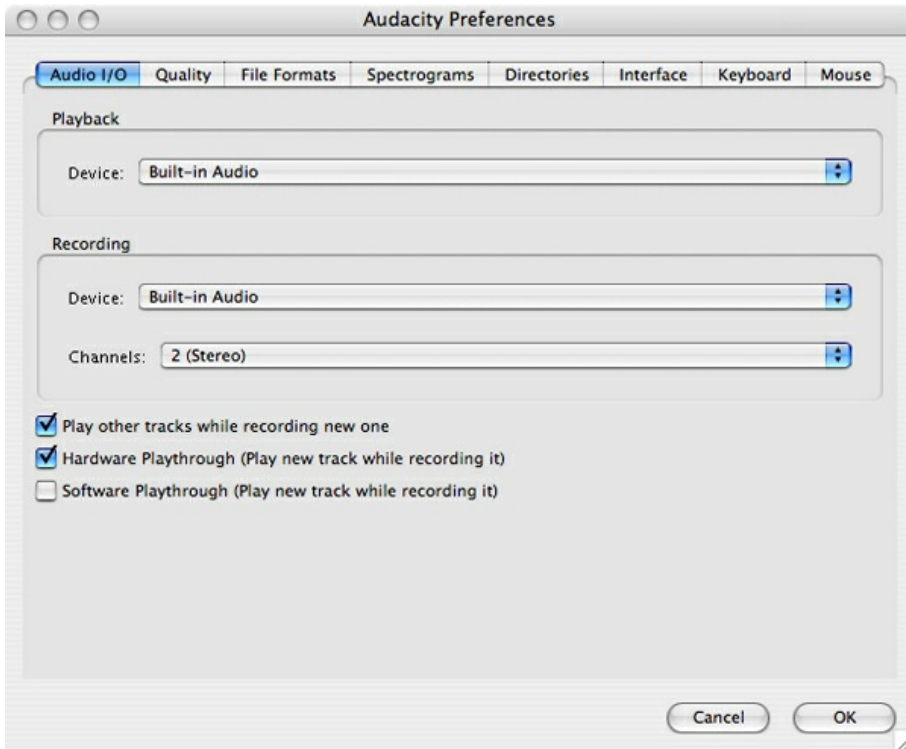 Audacity Preferences
Audio I/O Quality File Formats Spectrograms Directories Interface Keyboard Mouse
Playback
Device: Built-in Audio
Recording
Device: Built-in Audio
Channels: 2 (Stereo)
Play other tracks while recording new one
Hardware Playthrough (Play new track while recording it)
Software Playthrough (Play new track while recording it)
Cancel OK